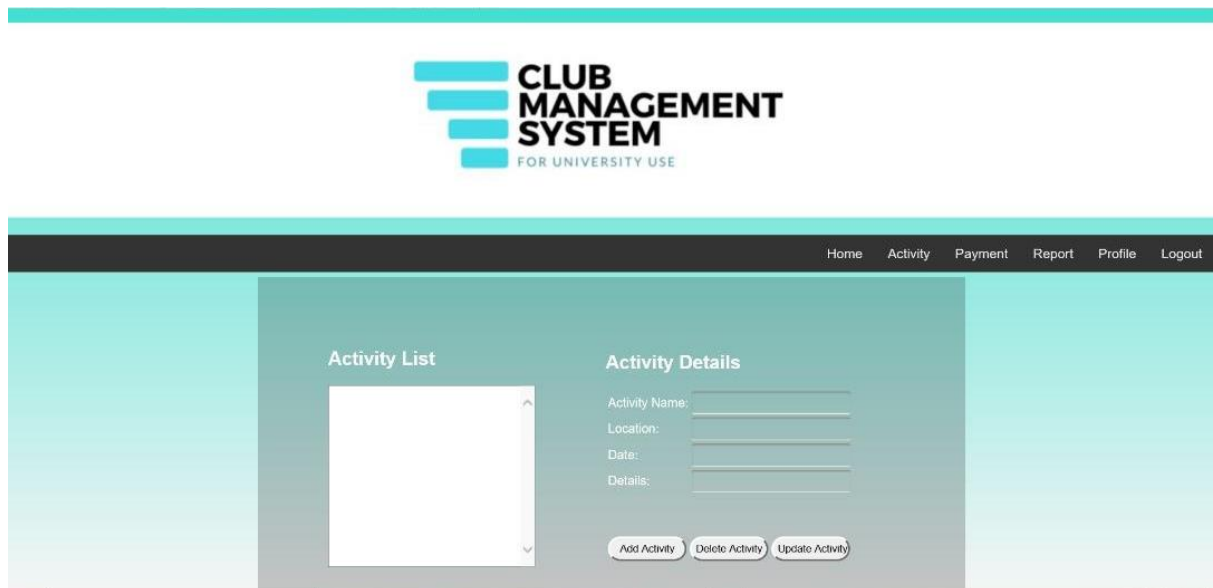 CLUB
MANAGEMENT
SYSTEM
FOR UNIVERSITY USE
Home Activity Payment Report Profile Logout
Activity List
Activity Details
Activity Name:
Location:
Date:
Details:
Add Activity Delete Activity Update Activity